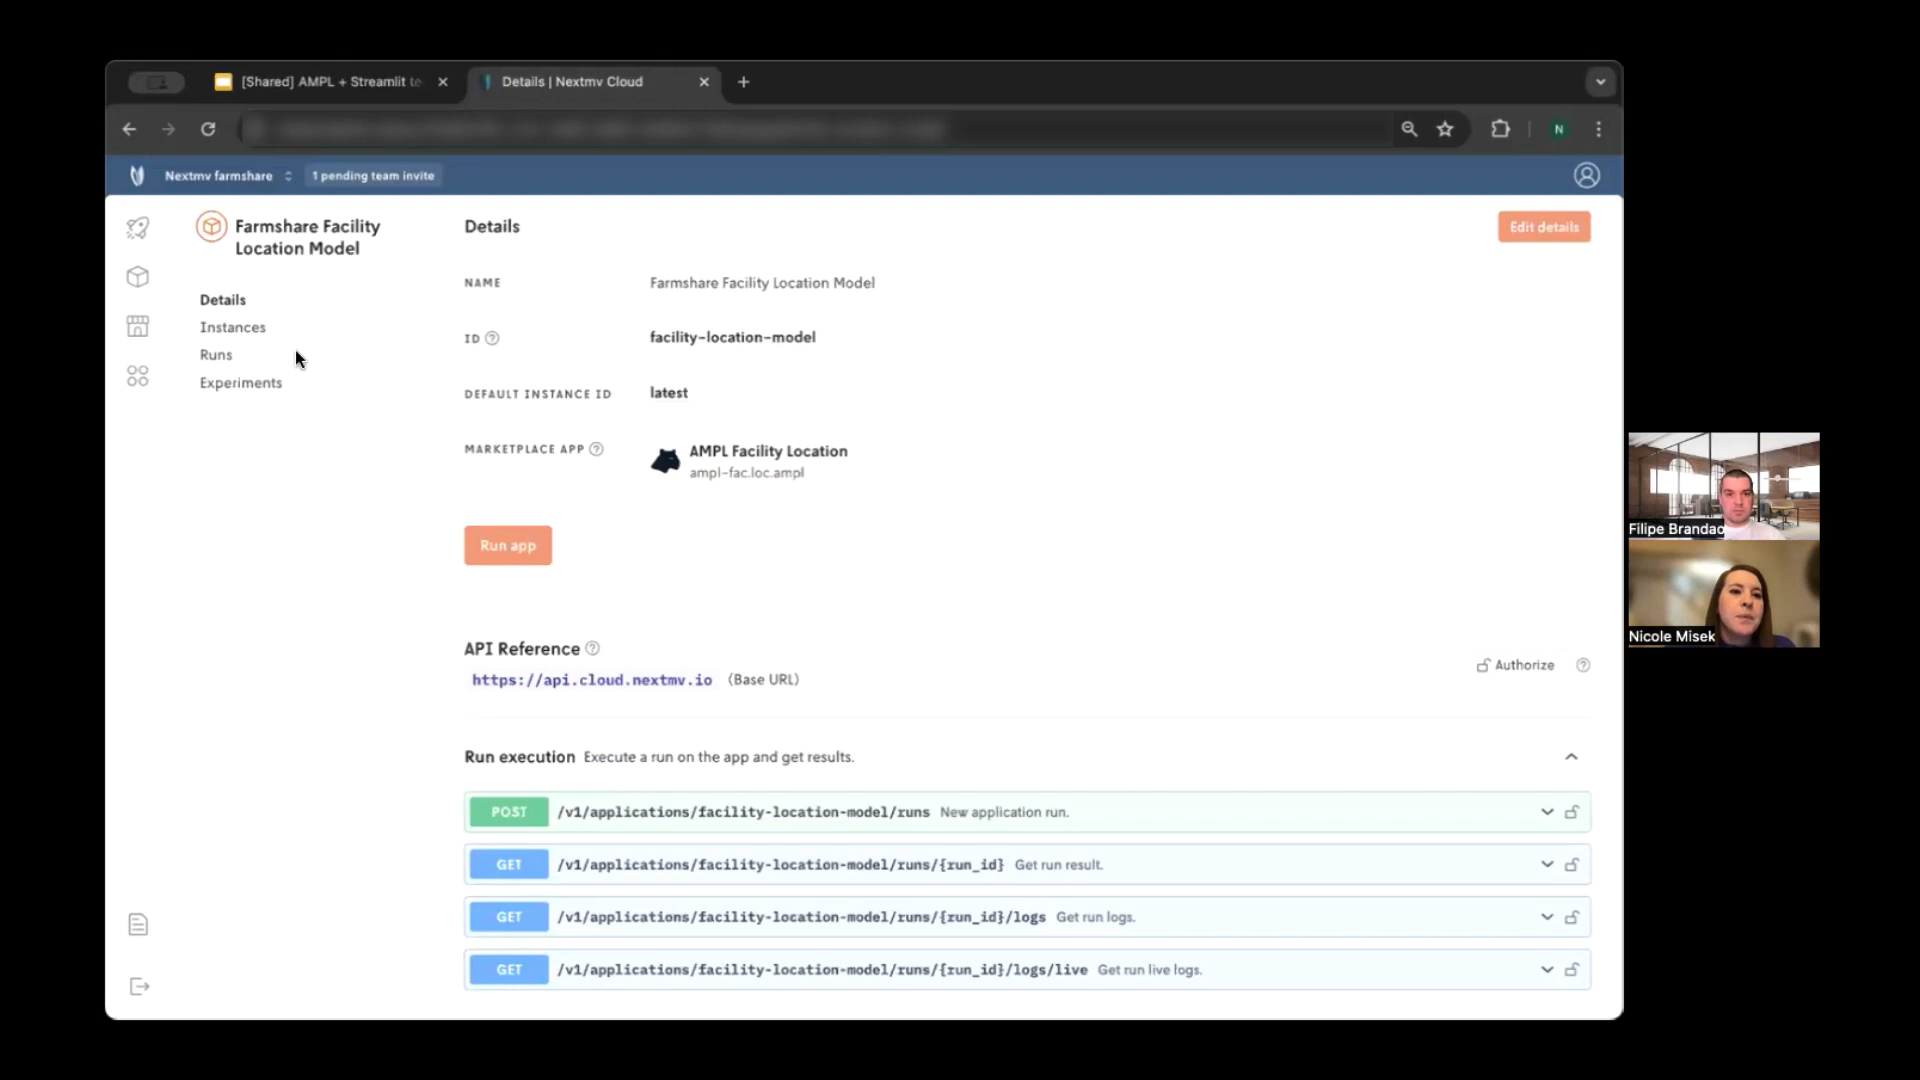 [Shared] AMPL + Streamlit te
Details | Nextmv Cloud
N
Nextmv farmshare
1 pending team invite
Farmshare Facility
Location Model
Details
Instances
Runs
Experiments
Details
Edit details
NAME
Farmshare Facility Location Model
ID
facility-location-model
DEFAULT INSTANCE ID
latest
MARKETPLACE APP
AMPL Facility Location
ampl-fac.loc.ampl
Run app
API Reference
https://api.cloud.nextmv.io (Base URL)
Authorize
Run execution Execute a run on the app and get results.
POST /v1/applications/facility-location-model/runs New application run.
GET /v1/applications/facility-location-model/runs/{run_id} Get run result.
GET /v1/applications/facility-location-model/runs/{run_id}/logs Get run logs.
GET /v1/applications/facility-location-model/runs/{run_id}/logs/live Get run live logs.
Filipe Brandao
Nicole Misek